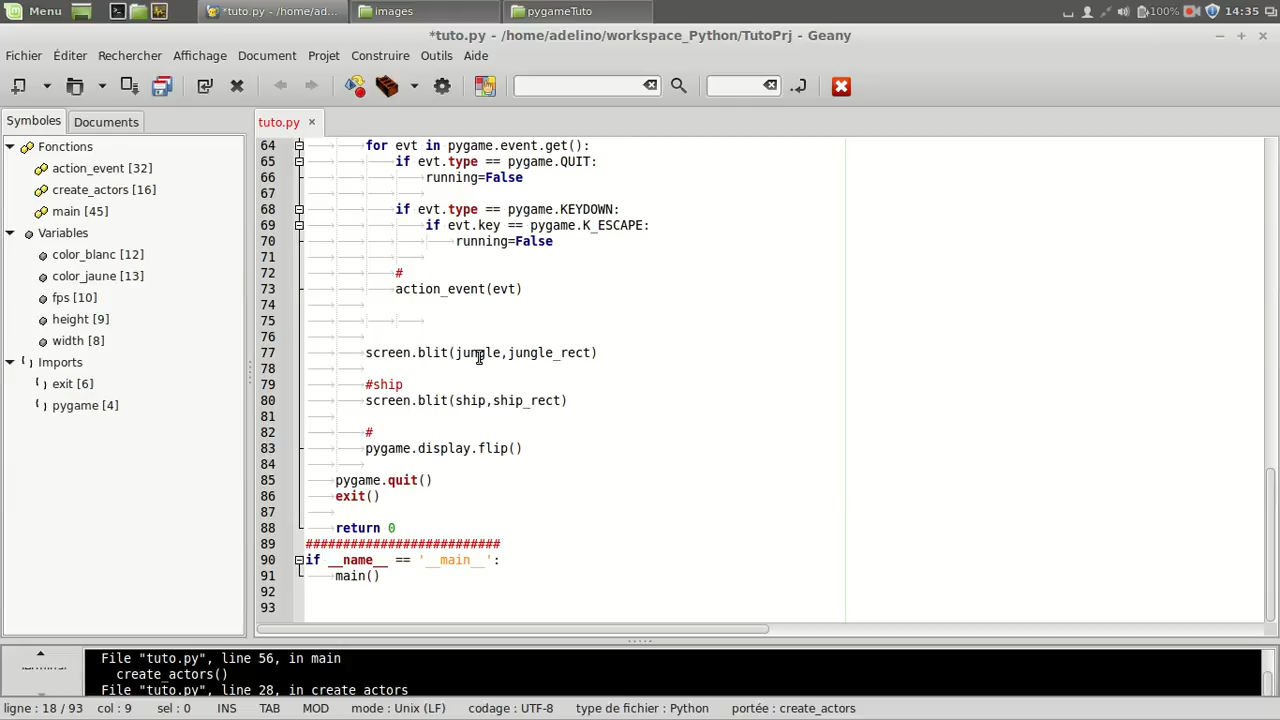 Menu *tuto.py - /home/ad... images pygameTuto 100% 14:35
*tuto.py - /home/adelino/workspace_Python/TutoPrj - Geany
Fichier Éditer Rechercher Affichage Document Projet Construire Outils Aide
Symboles Documents
tuto.py ×
Fonctions
action_event [32]
create_actors [16]
main [45]
Variables
color_blanc [12]
color_jaune [13]
fps [10]
height [9]
width [8]
Imports
exit [6]
pygame [4]
64 for evt in pygame.event.get():
65 if evt.type == pygame.QUIT:
66 running=False
67
68 if evt.type == pygame.KEYDOWN:
69 if evt.key == pygame.K_ESCAPE:
70 running=False
71
72 #
73 action_event(evt)
74
75
76
77 screen.blit(jungle,jungle_rect)
78
79 #ship
80 screen.blit(ship,ship_rect)
81
82 #
83 pygame.display.flip()
84
85 pygame.quit()
86 exit()
87
88 return 0
89 ##########################
90 if __name__ == '__main__':
91 main()
92
93
File "tuto.py", line 56, in main
create_actors()
File "tuto.py", line 28, in create_actors
ligne : 18 / 93 col : 9 sel : 0 INS TAB MOD mode : Unix (LF) codage : UTF-8 type de fichier : Python portée : create_actors